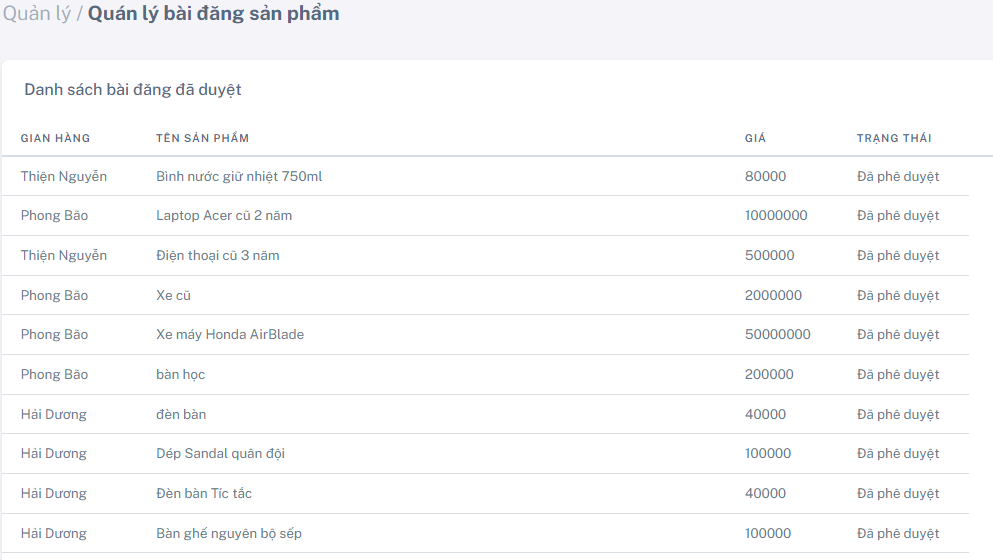 Quản lý / Quản lý bài đăng sản phẩm
Danh sách bài đăng đã duyệt
GIAN HÀNG TÊN SẢN PHẨM GIÁ TRẠNG THÁI
Thiện Nguyễn Bình nước giữ nhiệt 750ml 80000 Đã phê duyệt
Phong Bão Laptop Acer cũ 2 năm 10000000 Đã phê duyệt
Thiện Nguyễn Điện thoại cũ 3 năm 500000 Đã phê duyệt
Phong Bão Xe cũ 2000000 Đã phê duyệt
Phong Bão Xe máy Honda AirBlade 50000000 Đã phê duyệt
Phong Bão bàn học 200000 Đã phê duyệt
Hải Dương đèn bàn 40000 Đã phê duyệt
Hải Dương Dép Sandal quân đội 100000 Đã phê duyệt
Hải Dương Đèn bàn Tíc tắc 40000 Đã phê duyệt
Hải Dương Bàn ghế nguyên bộ sếp 100000 Đã phê duyệt